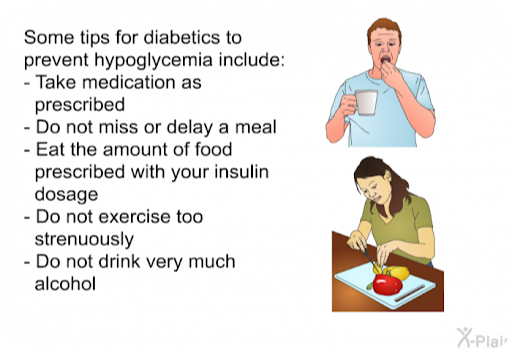 Some tips for diabetics to
prevent hypoglycemia include:
- Take medication as
prescribed
- Do not miss or delay a meal
- Eat the amount of food
prescribed with your insulin
dosage
- Do not exercise too
strenuously
- Do not drink very much
alcohol
X-Plai